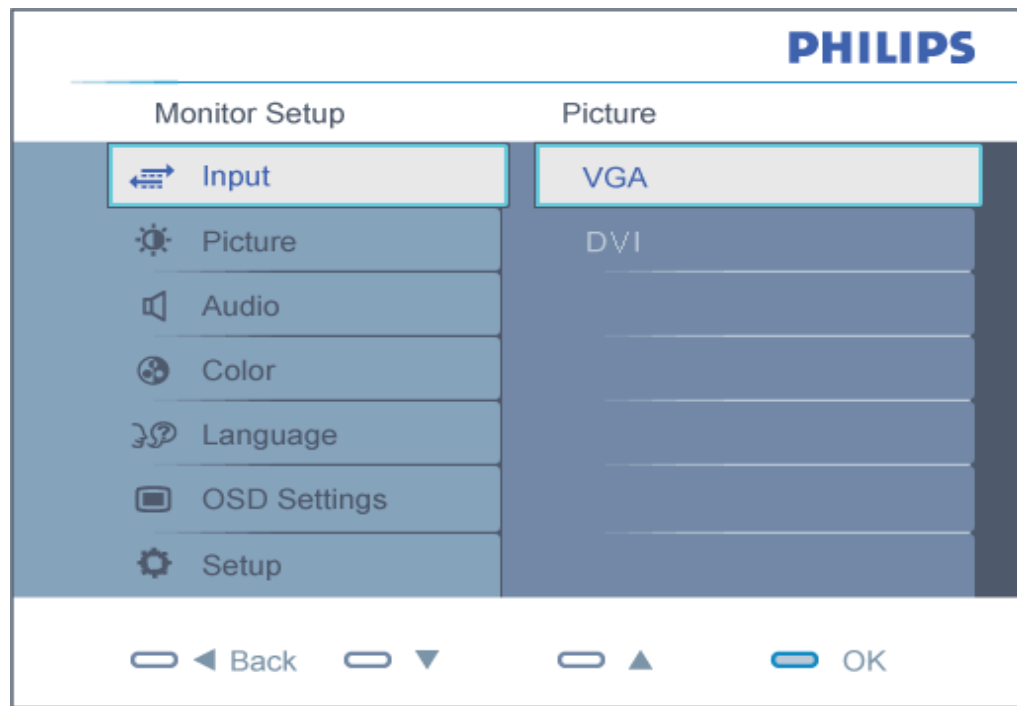 PHILIPS
Monitor Setup Picture
Input VGA
Picture DVI
Audio
Color
Language
OSD Settings
Setup
Back OK